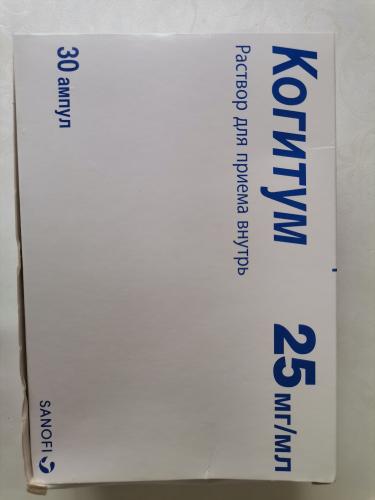 Когитум 25 мг/мл
Раствор для приема внутрь
30 ампул
SANOFI